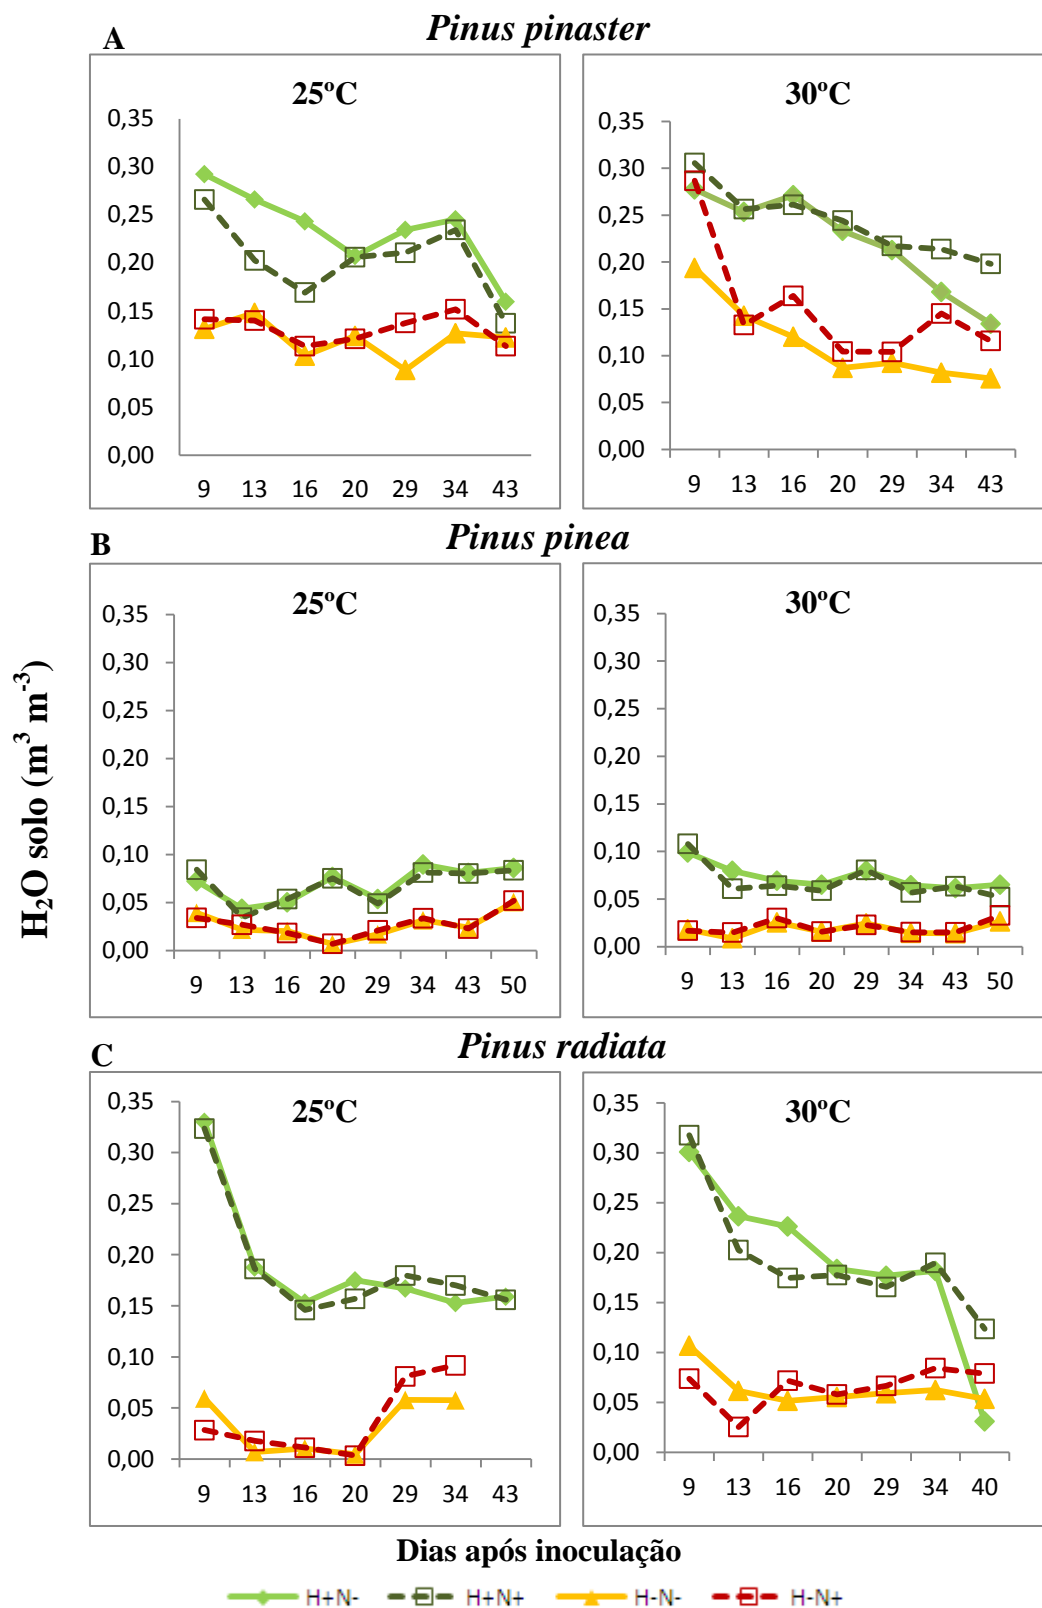 A
Pinus pinaster
25ºC
30ºC
0,35
0,30
0,25
0,20
0,15
0,10
0,05
0,00
9 13 16 20 29 34 43
0,35
0,30
0,25
0,20
0,15
0,10
0,05
0,00
9 13 16 20 29 34 43
B
Pinus pinea
25ºC
30ºC
0,35
0,30
0,25
0,20
0,15
0,10
0,05
0,00
9 13 16 20 29 34 43 50
0,35
0,30
0,25
0,20
0,15
0,10
0,05
0,00
9 13 16 20 29 34 43 50
H₂O solo (m³ m⁻³)
C
Pinus radiata
25ºC
30ºC
0,35
0,30
0,25
0,20
0,15
0,10
0,05
0,00
9 13 16 20 29 34 43
0,35
0,30
0,25
0,20
0,15
0,10
0,05
0,00
9 13 16 20 29 34 40
Dias após inoculação
H+N- H+N+ H-N- H-N+